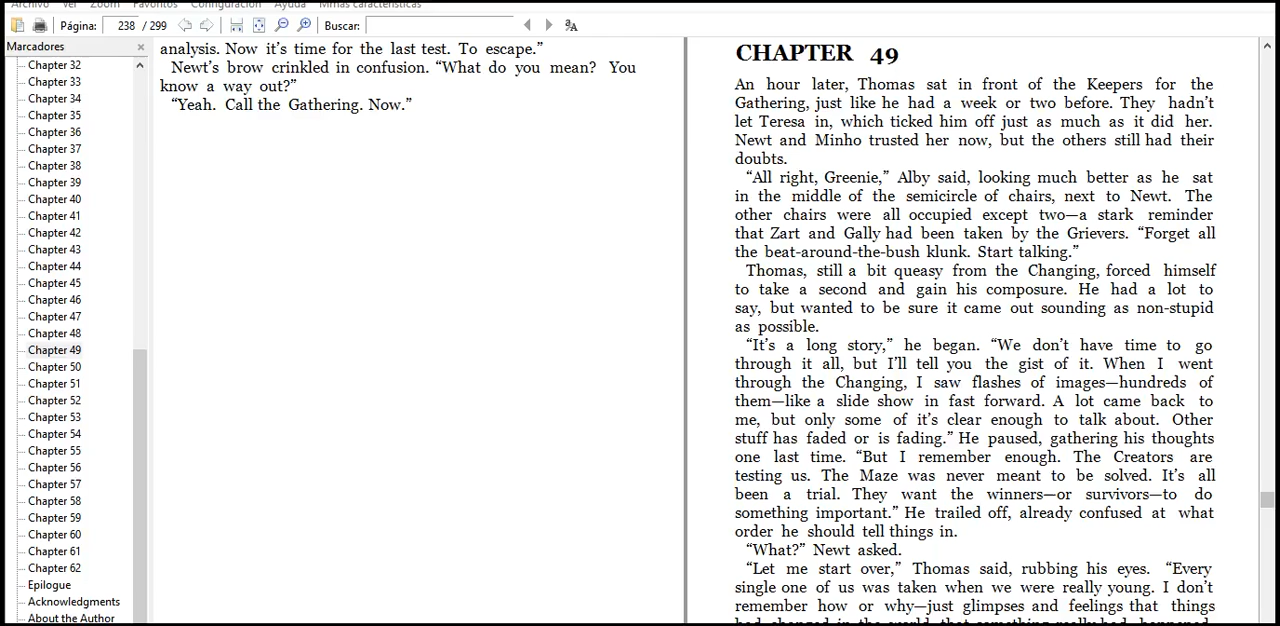 Archivo Ver Zoom Favoritos Configuración Ayuda Minhas características
Página: 238 / 299 Buscar:
Marcadores
Chapter 32
Chapter 33
Chapter 34
Chapter 35
Chapter 36
Chapter 37
Chapter 38
Chapter 39
Chapter 40
Chapter 41
Chapter 42
Chapter 43
Chapter 44
Chapter 45
Chapter 46
Chapter 47
Chapter 48
Chapter 49
Chapter 50
Chapter 51
Chapter 52
Chapter 53
Chapter 54
Chapter 55
Chapter 56
Chapter 57
Chapter 58
Chapter 59
Chapter 60
Chapter 61
Chapter 62
Epilogue
Acknowledgments
About the Author
analysis. Now it’s time for the last test. To escape.”
Newt’s brow crinkled in confusion. “What do you mean? You
know a way out?”
“Yeah. Call the Gathering. Now.”
CHAPTER 49
An hour later, Thomas sat in front of the Keepers for the
Gathering, just like he had a week or two before. They hadn’t
let Teresa in, which ticked him off just as much as it did her.
Newt and Minho trusted her now, but the others still had their
doubts.
“All right, Greenie,” Alby said, looking much better as he sat
in the middle of the semicircle of chairs, next to Newt. The
other chairs were all occupied except two—a stark reminder
that Zart and Gally had been taken by the Grievers. “Forget all
the beat-around-the-bush klunk. Start talking.”
Thomas, still a bit queasy from the Changing, forced himself
to take a second and gain his composure. He had a lot to
say, but wanted to be sure it came out sounding as non-stupid
as possible.
“It’s a long story,” he began. “We don’t have time to go
through it all, but I’ll tell you the gist of it. When I went
through the Changing, I saw flashes of images—hundreds of
them—like a slide show in fast forward. A lot came back to
me, but only some of it’s clear enough to talk about. Other
stuff has faded or is fading.” He paused, gathering his thoughts
one last time. “But I remember enough. The Creators are
testing us. The Maze was never meant to be solved. It’s all
been a trial. They want the winners—or survivors—to do
something important.” He trailed off, already confused at what
order he should tell things in.
“What?” Newt asked.
“Let me start over,” Thomas said, rubbing his eyes. “Every
single one of us was taken when we were really young. I don’t
remember how or why—just glimpses and feelings that things
had changed in the world, that something really bad happened.